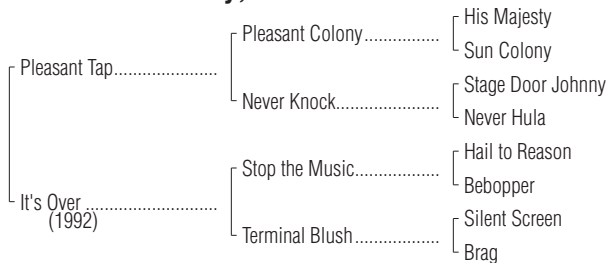 His Majesty
Pleasant Colony
Sun Colony
Pleasant Tap
Stage Door Johnny
Never Knock
Never Hula
Hail to Reason
Stop the Music
Bebopper
It's Over
(1992)
Silent Screen
Terminal Blush
Brag